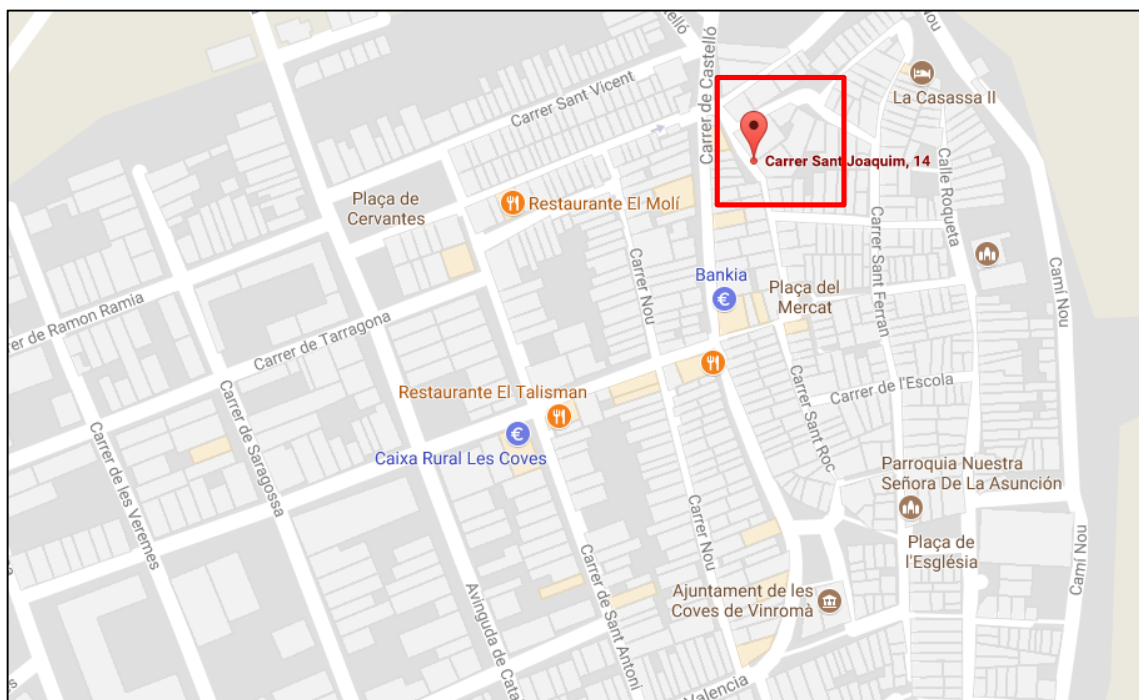 elló
Nou
Carrer de Castelló
Carrer Sant Vicent
La Casassa II
Carrer Sant Joaquim, 14
Calle Roqueta
Plaça de
Cervantes
Restaurante El Molí
Carrer Nou
Bankia
Plaça del
Mercat
Carrer Sant Ferran
Camí Nou
rer de Ramon Ramia
Carrer de Tarragona
Restaurante El Talisman
Carrer de l'Escola
Carrer Sant Roc
Carrer de les Veremes
Carrer de Saragossa
Caixa Rural Les Coves
Parroquia Nuestra
Señora De La Asunción
Carrer Nou
Plaça de
l'Església
Camí Nou
Avinguda de Cata
Carrer de Sant Antoni
Ajuntament de les
Coves de Vinromà
Valencia